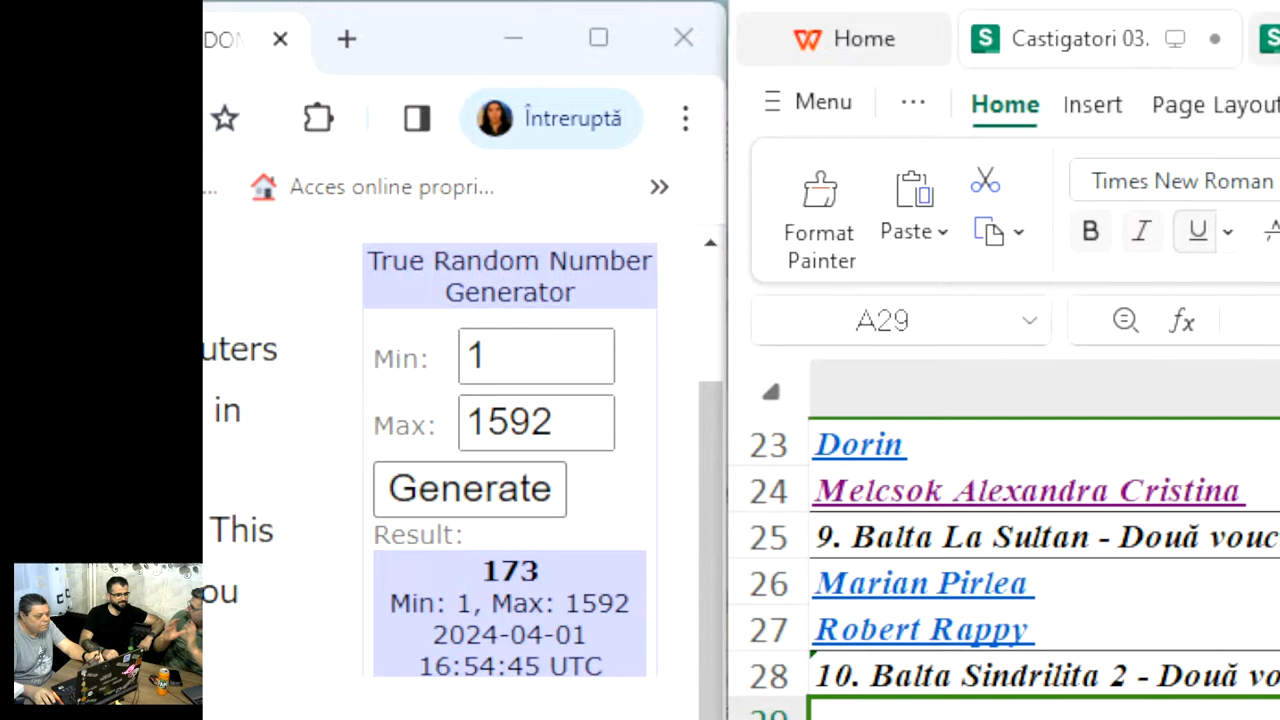 DOM
Întreruptă
...
Acces online propri...
»
True Random Number
Generator
uters
in
This
ou
Min:
1
Max:
1592
Generate
Result:
173
Min: 1, Max: 1592
2024-04-01
16:54:45 UTC
Home
S
Castigatori 03.
S
Menu
...
Home
Insert
Page Layout
Format
Painter
Paste
Times New Roman
B
I
U
A
A29
fx
23
Dorin
24
Melcsok Alexandra Cristina
25
9. Balta La Sultan - Două vouc
26
Marian Pirlea
27
Robert Rappy
28
10. Balta Sindrilita 2 - Două vo
29